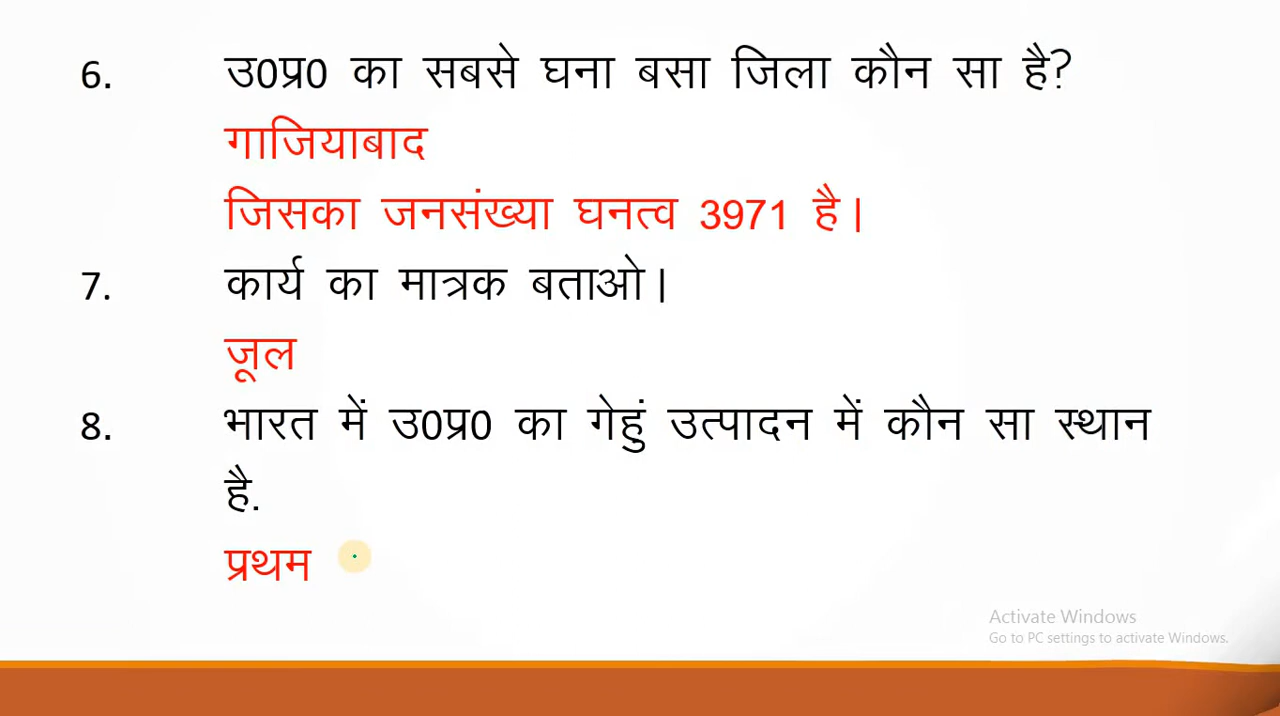 6. उ0प्र0 का सबसे घना बसा जिला कौन सा है?
गाजियाबाद
जिसका जनसंख्या घनत्व 3971 है।
7. कार्य का मात्रक बताओ।
जूल
8. भारत में उ0प्र0 का गेहुं उत्पादन में कौन सा स्थान
है.
प्रथम
Activate Windows
Go to PC settings to activate Windows.